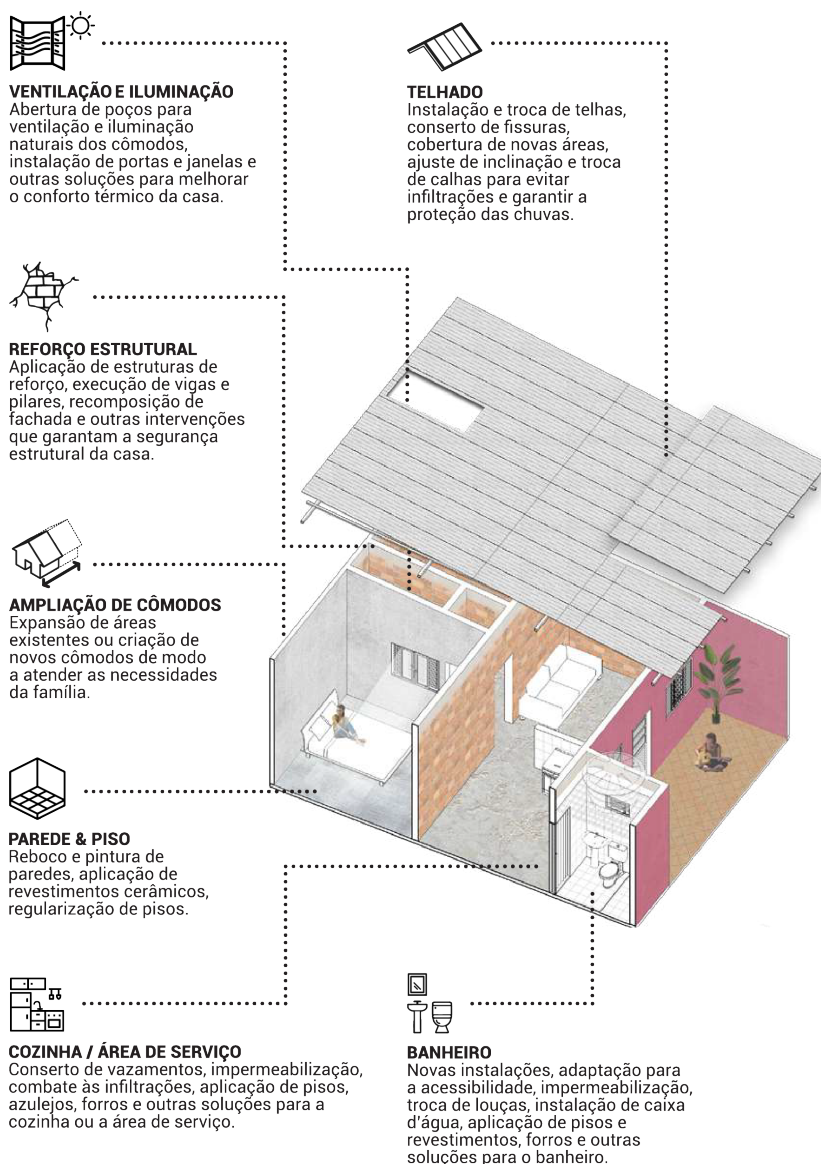 VENTILAÇÃO E ILUMINAÇÃO
Abertura de poços para
ventilação e iluminação
naturais dos cômodos,
instalação de portas e janelas e
outras soluções para melhorar
o conforto térmico da casa.
TELHADO
Instalação e troca de telhas,
conserto de fissuras,
cobertura de novas áreas,
ajuste de inclinação e troca
de calhas para evitar
infiltrações e garantir a
proteção das chuvas.
REFORÇO ESTRUTURAL
Aplicação de estruturas de
reforço, execução de vigas e
pilares, recomposição de
fachada e outras intervenções
que garantam a segurança
estrutural da casa.
AMPLIAÇÃO DE CÔMODOS
Expansão de áreas
existentes ou criação de
novos cômodos de modo
a atender as necessidades
da família.
PAREDE & PISO
Reboco e pintura de
paredes, aplicação de
revestimentos cerâmicos,
regularização de pisos.
COZINHA / ÁREA DE SERVIÇO
Conserto de vazamentos, impermeabilização,
combate às infiltrações, aplicação de pisos,
azulejos, forros e outras soluções para a
cozinha ou a área de serviço.
BANHEIRO
Novas instalações, adaptação para
a acessibilidade, impermeabilização,
troca de louças, instalação de caixa
d'água, aplicação de pisos e
revestimentos, forros e outras
soluções para o banheiro.